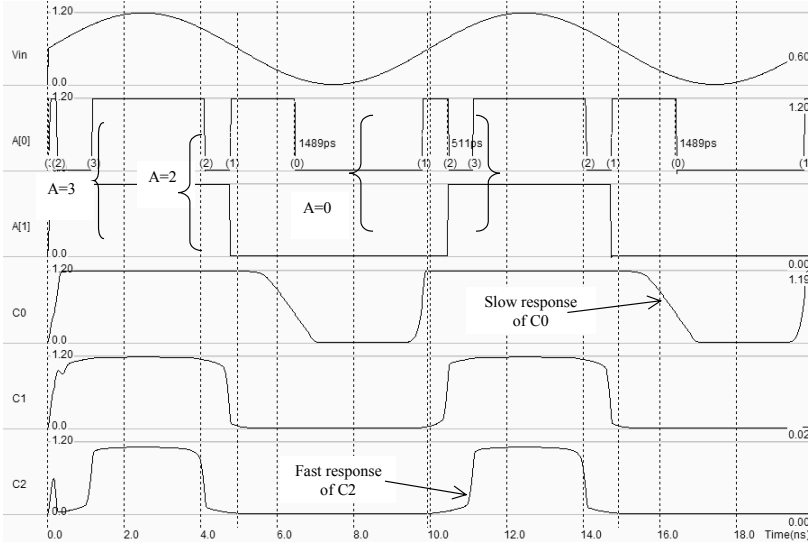 1.20
Vin
0.60
0.0
1.20
1.20
A[0]
1489ps
511ps
1489ps
(2) (3) (2) (1) (0) (1) (2) (3) (2) (1) (0) (1
A=3
A=2
A=0
A[1]
0.0
0.00
1.20
1.19
C0
Slow response
of C0
0.0
1.20
C1
0.0
0.02
1.20
C2
Fast response
of C2
0.0
0.00
0.0 2.0 4.0 6.0 8.0 10.0 12.0 14.0 16.0 18.0 Time(ns)